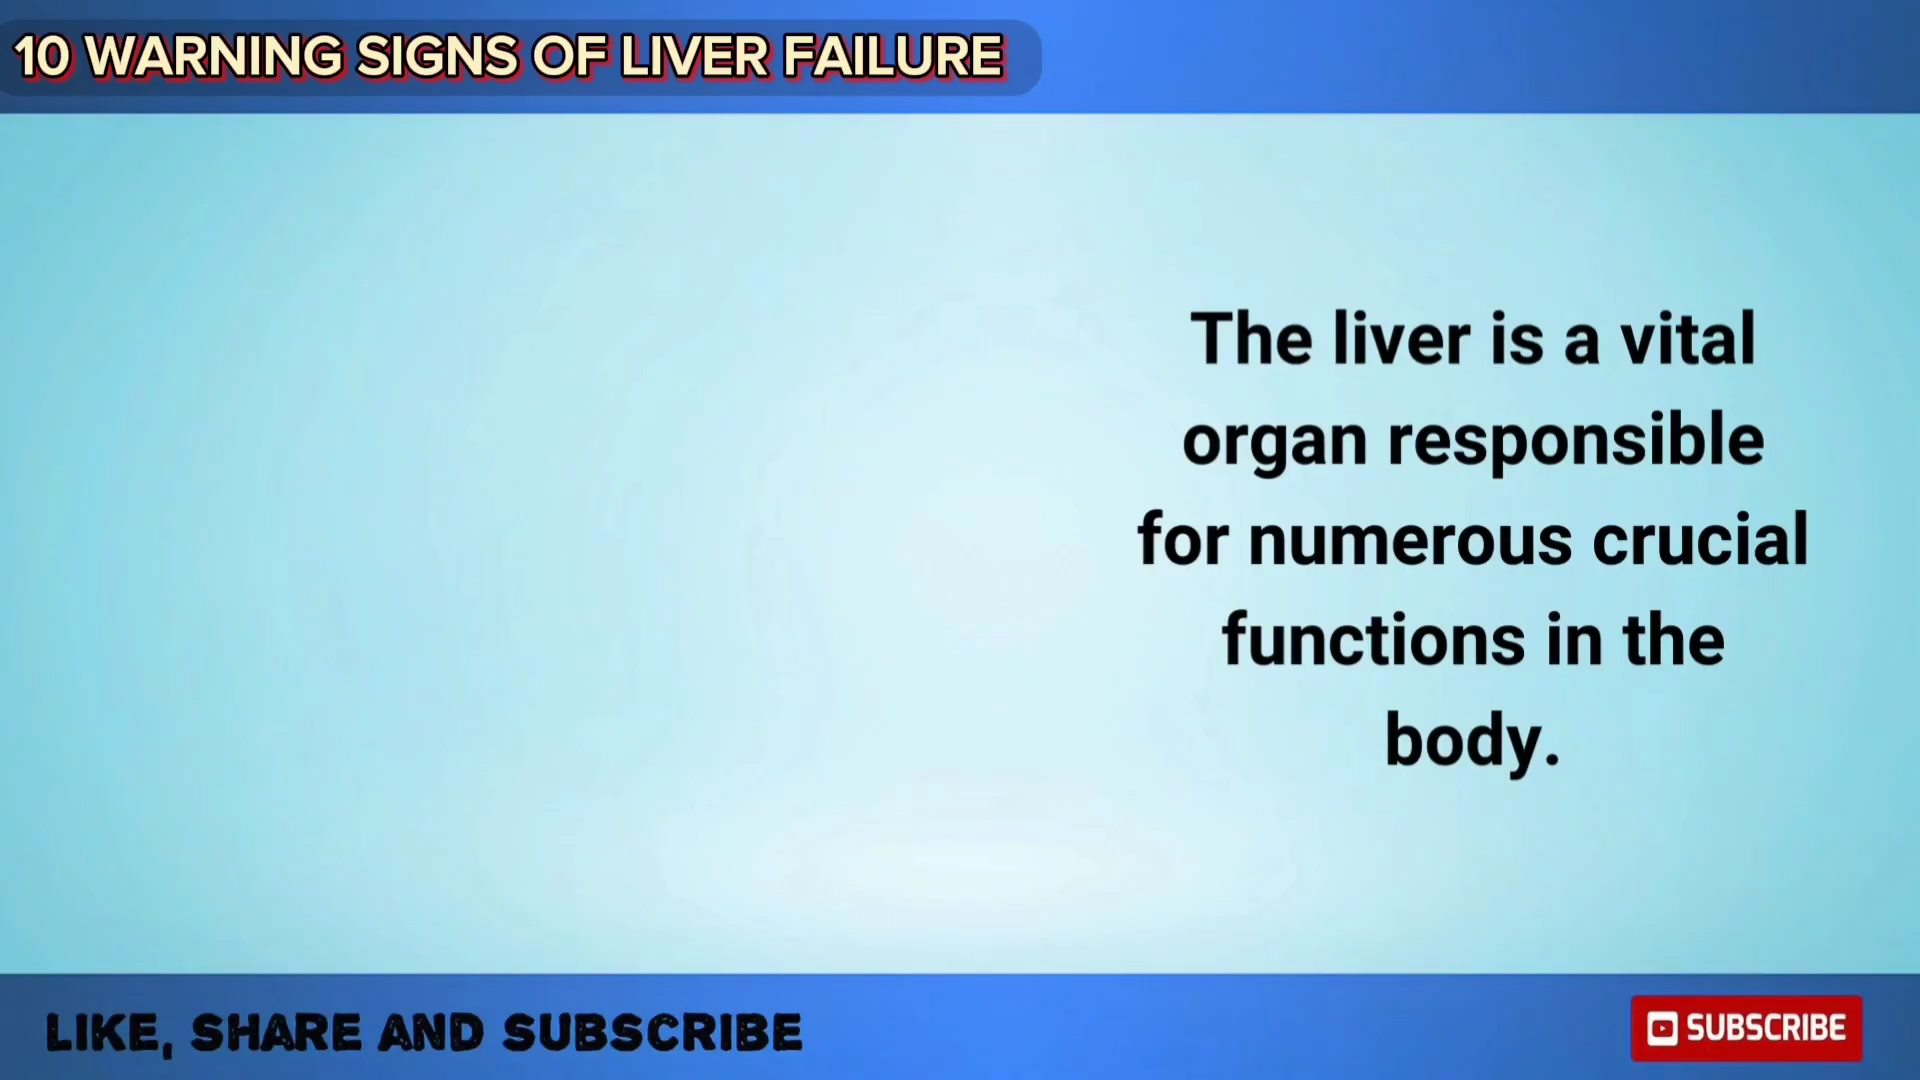 10 WARNING SIGNS OF LIVER FAILURE
The liver is a vital
organ responsible
for numerous crucial
functions in the
body.
LIKE, SHARE AND SUBSCRIBE
SUBSCRIBE